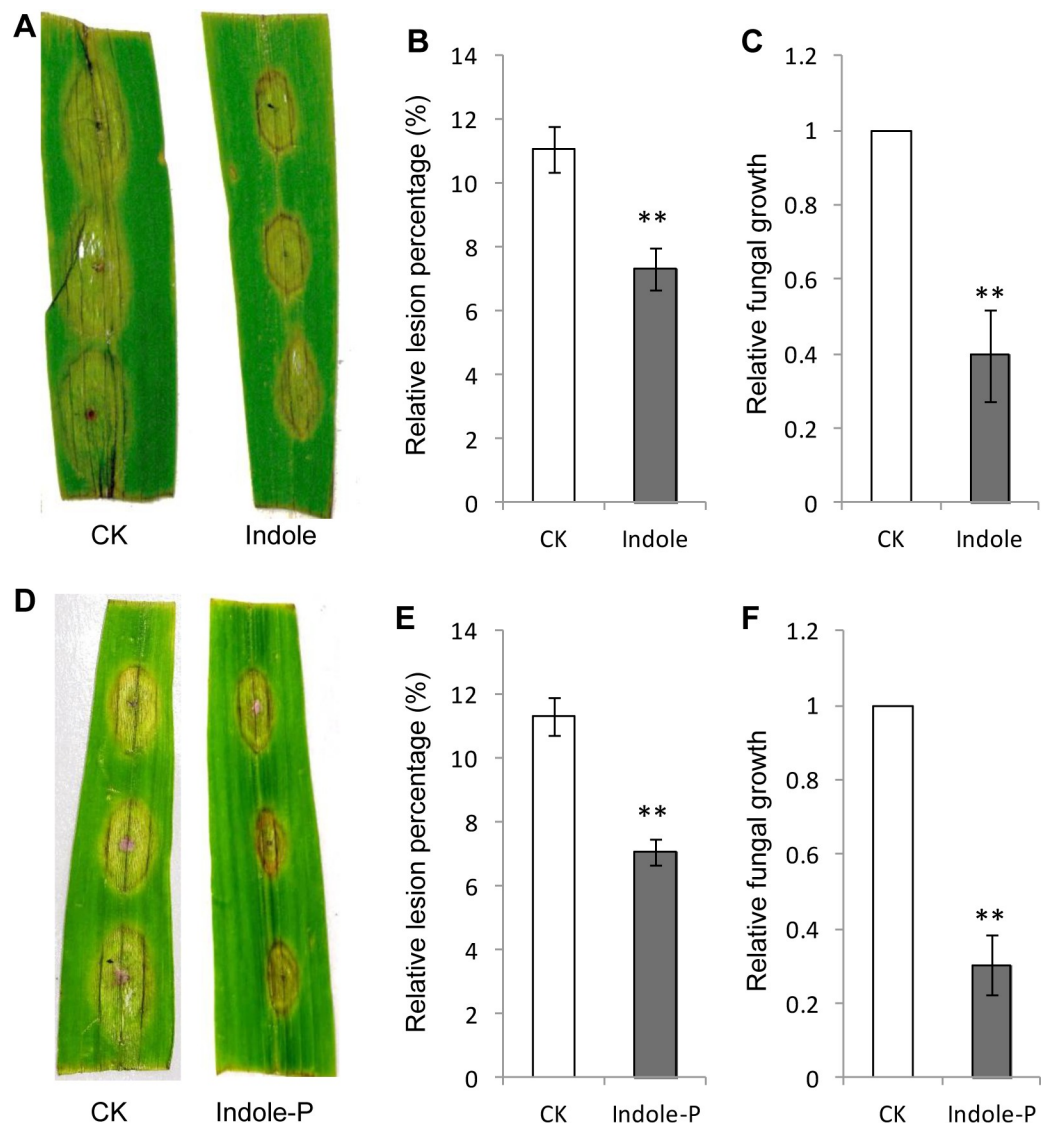 A
CK
Indole
B
Relative lesion percentage (%)
14
12
10
8
6
4
2
0
**
CK
Indole
C
Relative fungal growth
1.2
1
0.8
0.6
0.4
0.2
0
**
CK
Indole
D
CK
Indole-P
E
Relative lesion percentage (%)
14
12
10
8
6
4
2
0
**
CK
Indole-P
F
Relative fungal growth
1.2
1
0.8
0.6
0.4
0.2
0
**
CK
Indole-P